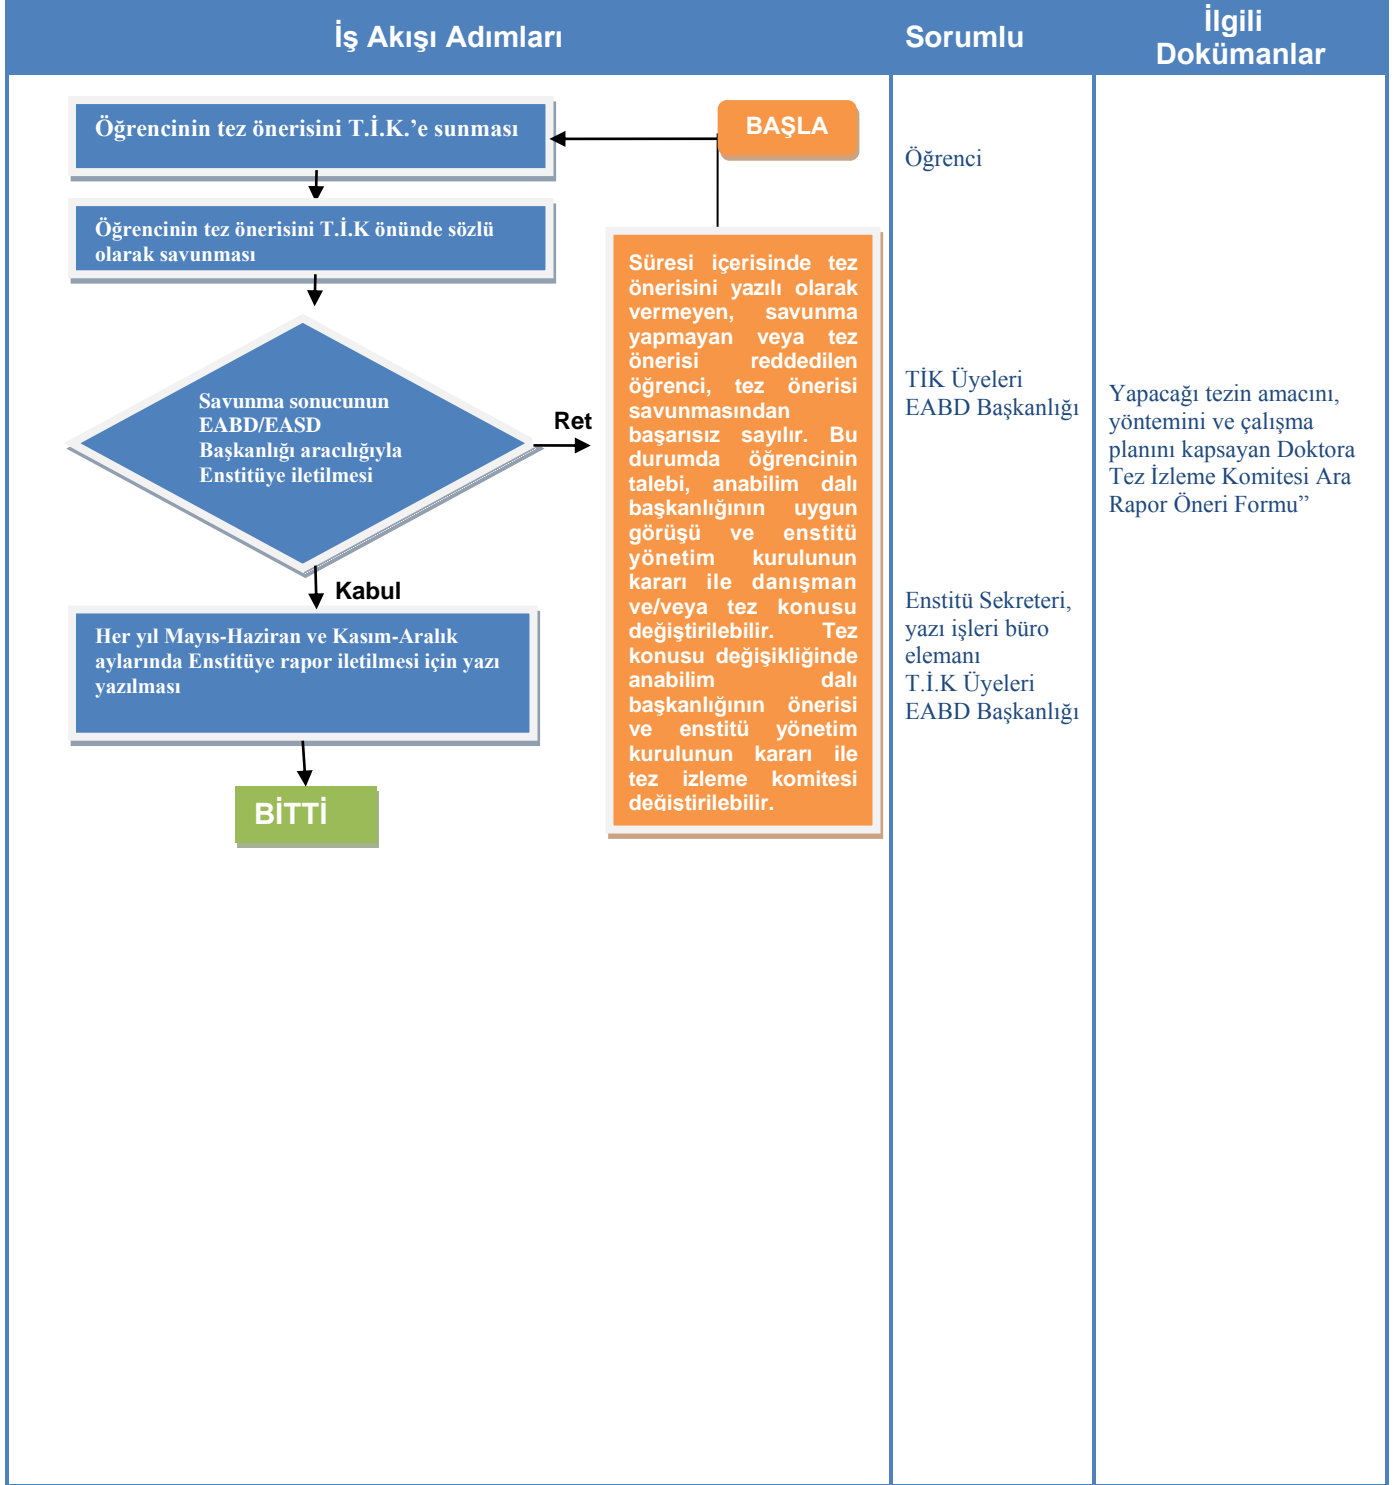 İş Akışı Adımları
Sorumlu
İlgili
Dokümanlar
BAŞLA
Öğrencinin tez önerisini T.İ.K.’e sunması
Öğrencinin tez önerisini T.İ.K önünde sözlü
olarak savunması
Savunma sonucunun
EABD/EASD
Başkanlığı aracılığıyla
Enstitüye iletilmesi
Ret
Süresi içerisinde tez
önerisini yazılı olarak
vermeyen, savunma
yapmayan veya tez
önerisi reddedilen
öğrenci, tez önerisi
savunmasından
başarısız sayılır. Bu
durumda öğrencinin
talebi, anabilim dalı
başkanlığının uygun
görüşü ve enstitü
yönetim kurulunun
kararı ile danışman
ve/veya tez konusu
değiştirilebilir. Tez
konusu değişikliğinde
anabilim dalı
başkanlığının önerisi
ve enstitü yönetim
kurulunun kararı ile
tez izleme komitesi
değiştirilebilir.
Kabul
Her yıl Mayıs-Haziran ve Kasım-Aralık
aylarında Enstitüye rapor iletilmesi için yazı
yazılması
BİTTİ
Öğrenci
TİK Üyeleri
EABD Başkanlığı
Enstitü Sekreteri,
yazı işleri büro
elemanı
T.İ.K Üyeleri
EABD Başkanlığı
Yapacağı tezin amacını,
yöntemini ve çalışma
planını kapsayan Doktora
Tez İzleme Komitesi Ara
Rapor Öneri Formu”